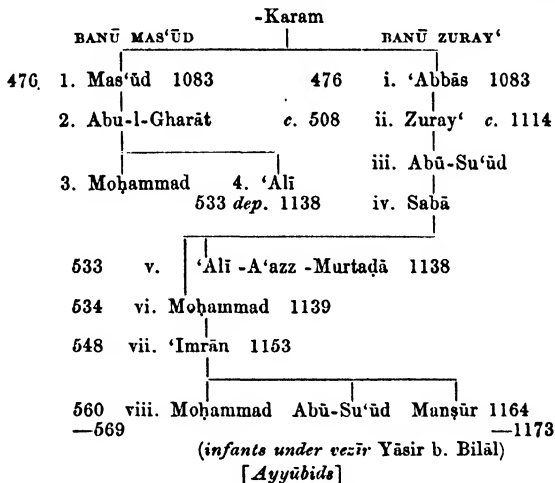 -Karam
BANŪ MAS‘ŪD BANŪ ZURAY‘
476. 1. Mas‘ūd 1083 476 i. ‘Abbās 1083
2. Abu-l-Gharāt c. 508 ii. Zuray‘ c. 1114
iii. Abū-Su‘ūd
3. Moḥammad 4. ‘Alī
533 dep. 1138 iv. Sabā
533 v. ‘Alī -A‘azz -Murtaḍā 1138
534 vi. Moḥammad 1139
548 vii. ‘Imrān 1153
560 viii. Moḥammad Abū-Su‘ūd Manṣūr 1164
—569 —1173
(infants under vezīr Yāsir b. Bilāl)
[Ayyūbids]